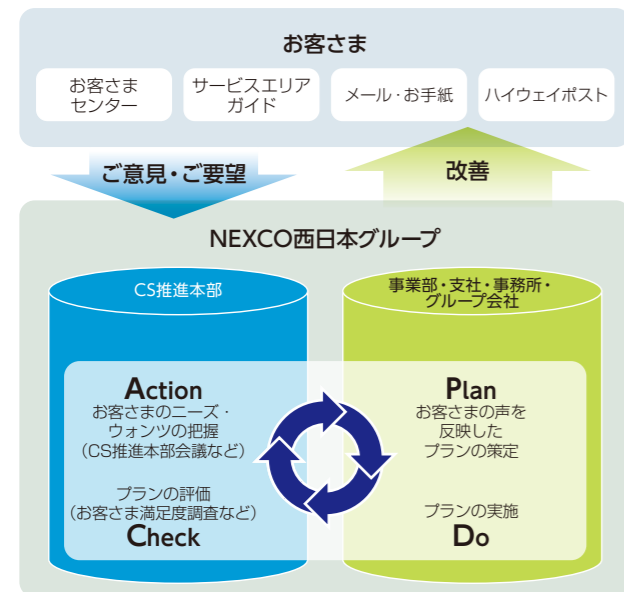 お客さま
お客さま
センター
サービスエリア
ガイド
メール・お手紙
ハイウェイポスト
ご意見・ご要望
改善
NEXCO西日本グループ
CS推進本部
事業部・支社・事務所・
グループ会社
Action
お客さまのニーズ・
ウォンツの把握
(CS推進本部会議など)
Plan
お客さまの声を
反映した
プランの策定
プランの評価
(お客さま満足度調査など)
Check
プランの実施
Do